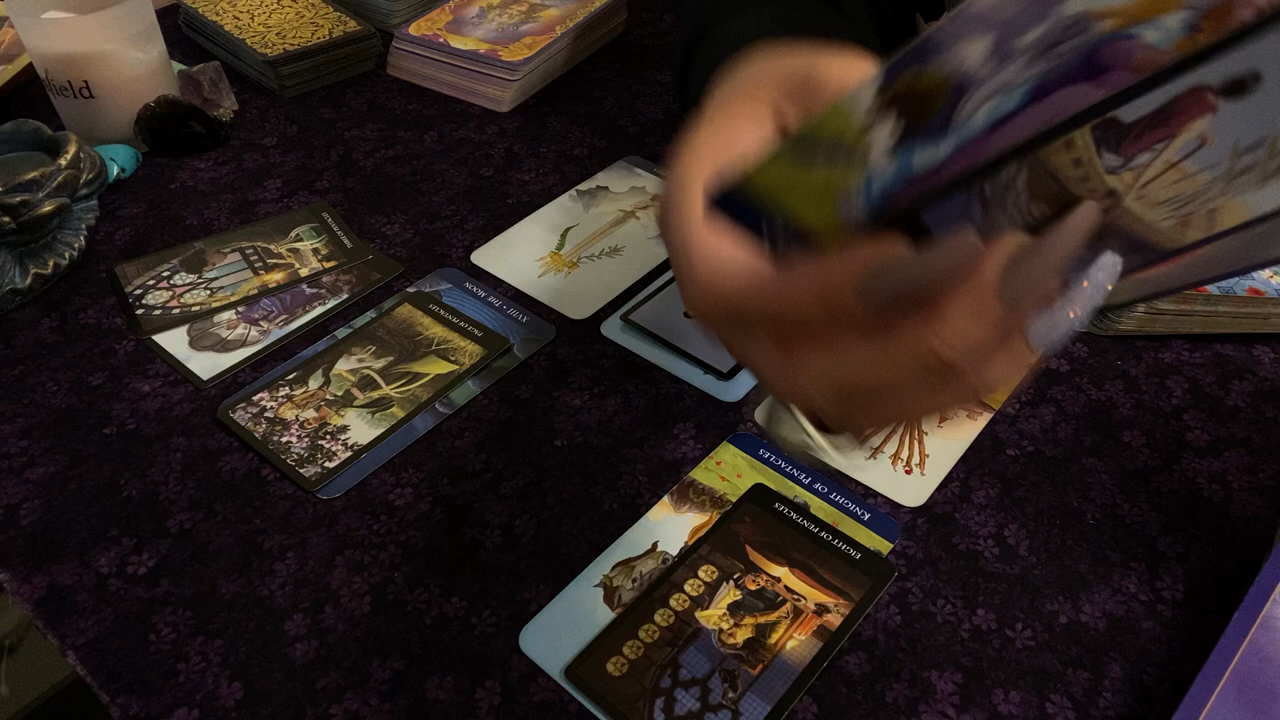 field
THREE OF PENTACLES
XVIII • THE MOON
PAGE OF PENTACLES
KNIGHT OF PENTACLES
EIGHT OF PENTACLES